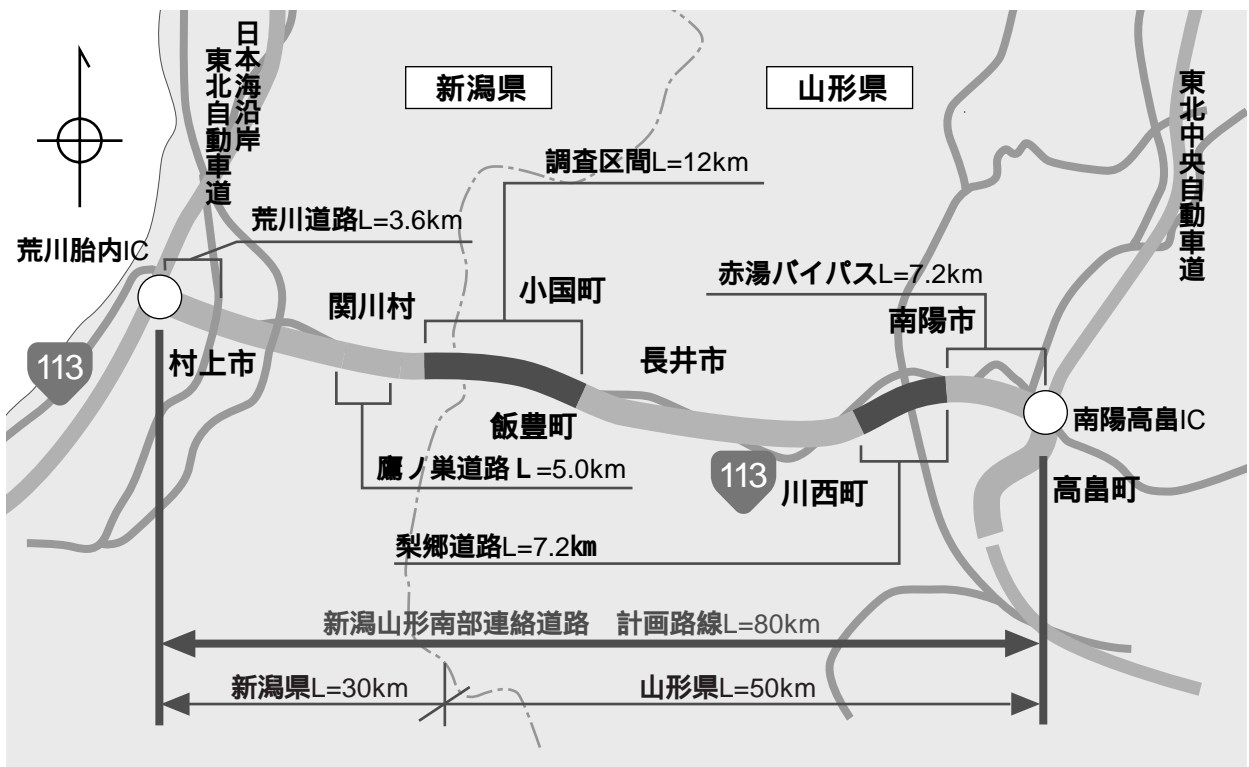 日本海沿岸
東北自動車道
新潟県
山形県
東北中央自動車道
調査区間L=12km
荒川道路L=3.6km
荒川胎内IC
赤湯バイパスL=7.2km
小国町
関川村
南陽市
113
村上市
長井市
飯豊町
南陽高畠IC
鷹ノ巣道路L=5.0km
113
川西町
高畠町
梨郷道路L=7.2㎞
新潟山形南部連絡道路　計画路線L=80km
新潟県L=30km
山形県L=50km